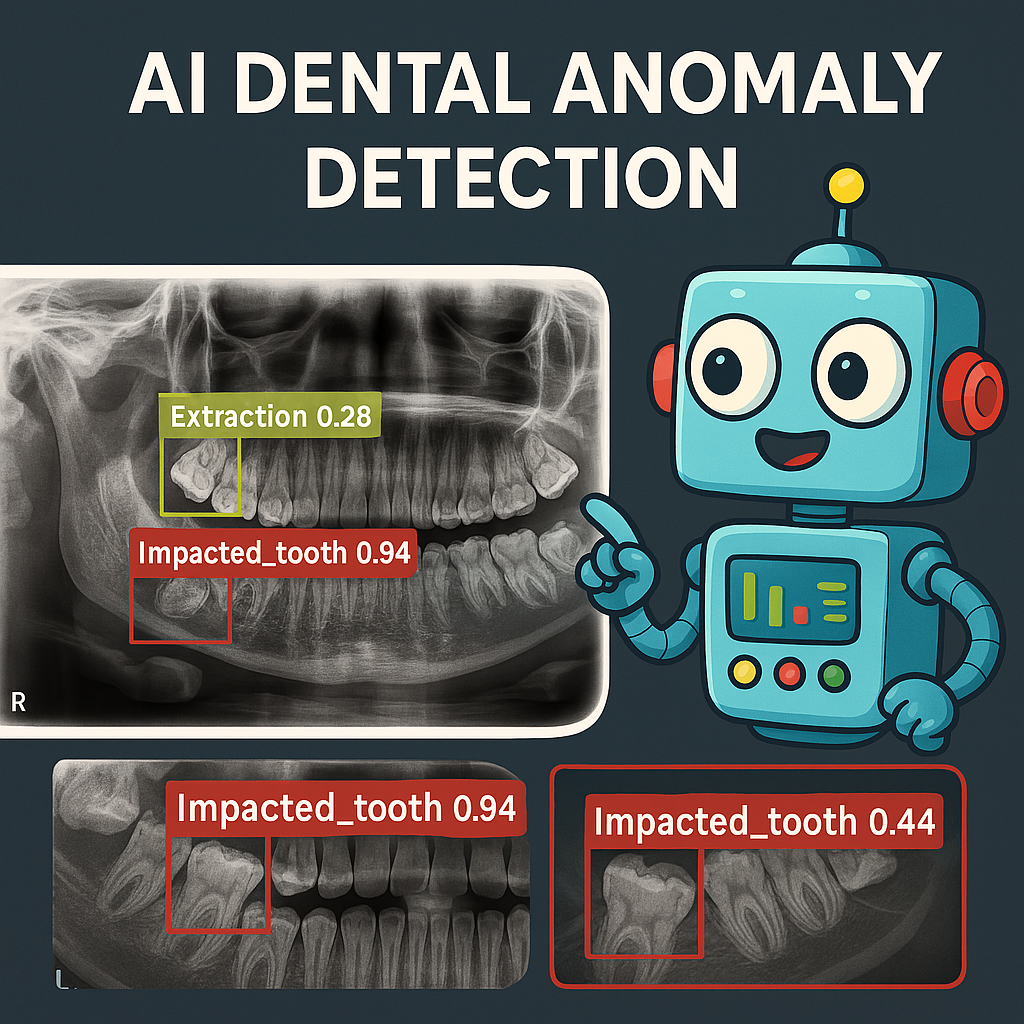 AI DENTAL ANOMALY
DETECTION
Extraction 0.28
Impacted_tooth 0.94
R
Impacted_tooth 0.94
L
Impacted_tooth 0.44